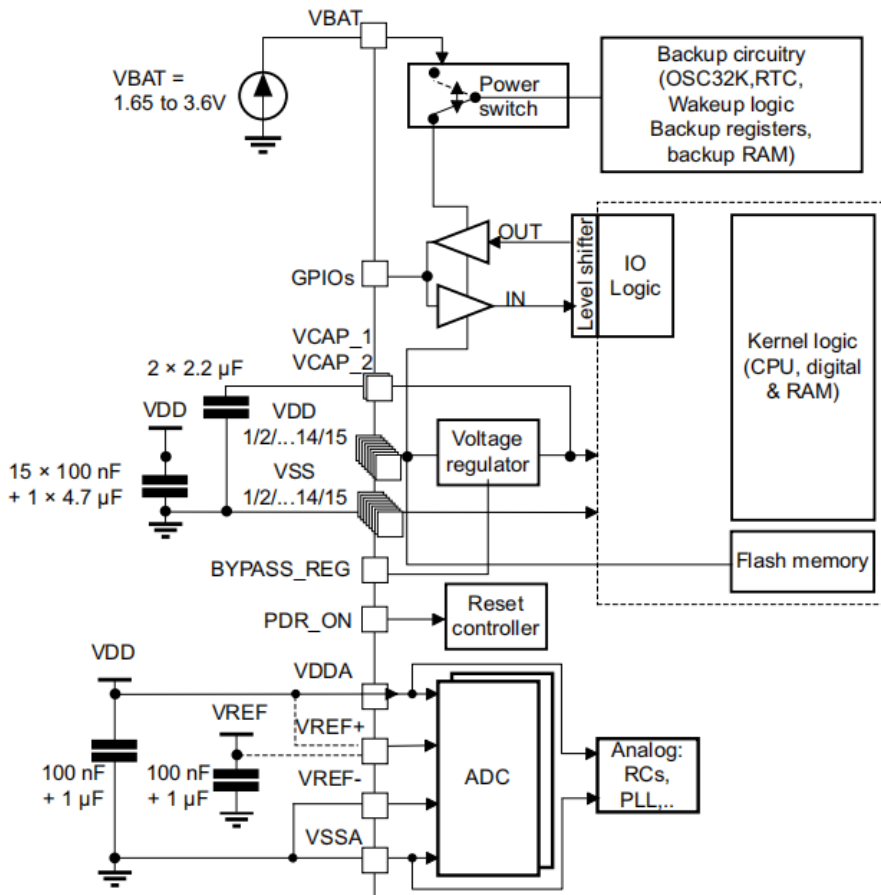 VBAT
VBAT =
1.65 to 3.6V
Power
switch
Backup circuitry
(OSC32K,RTC,
Wakeup logic
Backup registers,
backup RAM)
OUT
GPIOs
IN
Level shifter
IO
Logic
Kernel logic
(CPU, digital
& RAM)
VCAP_1
VCAP_2
2 × 2.2 µF
VDD
VDD
1/2/...14/15
Voltage
regulator
15 × 100 nF
+ 1 × 4.7 µF
VSS
1/2/...14/15
Flash memory
BYPASS_REG
PDR_ON
Reset
controller
VDD
VDDA
VREF
VREF+
100 nF
+ 1 µF
100 nF
+ 1 µF
VREF-
ADC
Analog:
RCs,
PLL,..
VSSA